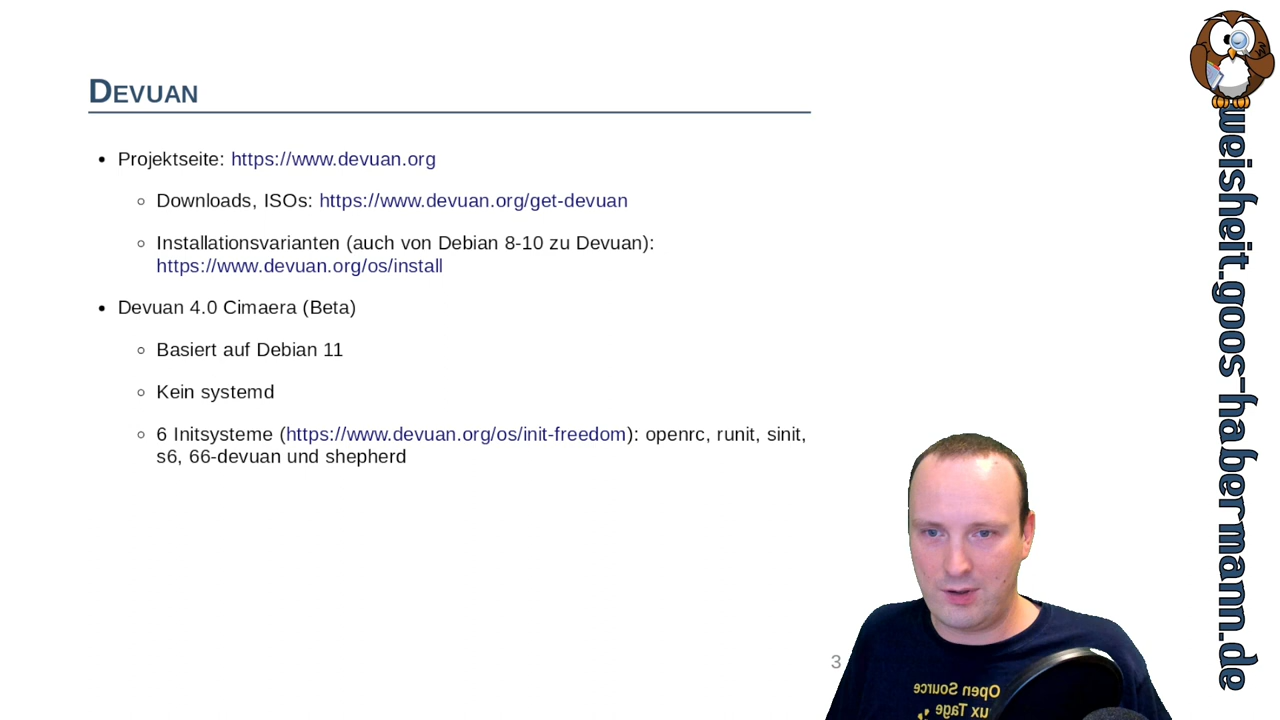 DEVUAN
• Projektseite: https://www.devuan.org
◦ Downloads, ISOs: https://www.devuan.org/get-devuan
◦ Installationsvarianten (auch von Debian 8-10 zu Devuan):
https://www.devuan.org/os/install
• Devuan 4.0 Cimaera (Beta)
◦ Basiert auf Debian 11
◦ Kein systemd
◦ 6 Initsysteme (https://www.devuan.org/os/init-freedom): openrc, runit, sinit,
s6, 66-devuan und shepherd
3
Open Source
ux Tage
weisheit.goos-habermann.de